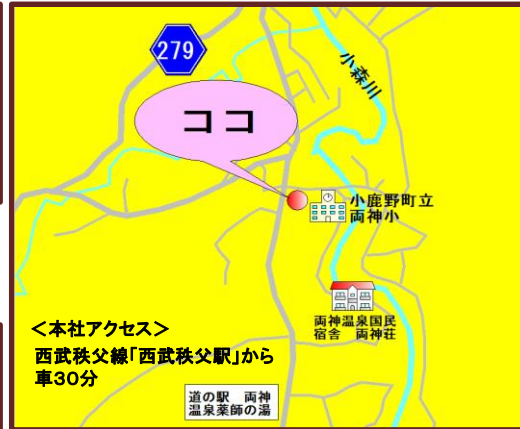 279
小森川
ココ
小鹿野町立
両神小
両神温泉国民
宿舎　両神荘
＜本社アクセス＞
西武秩父線「西武秩父駅」から
車30分
道の駅　両神
温泉薬師の湯